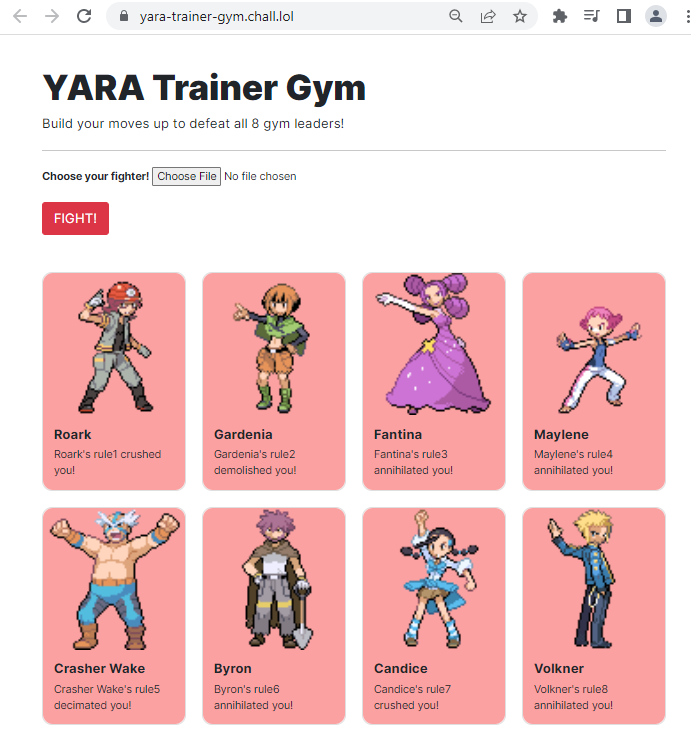 yara-trainer-gym.chall.lol
YARA Trainer Gym
Build your moves up to defeat all 8 gym leaders!
Choose your fighter! Choose File No file chosen
FIGHT!
Roark
Roark's rule1 crushed
you!
Gardenia
Gardenia's rule2
demolished you!
Fantina
Fantina's rule3
annihilated you!
Maylene
Maylene's rule4
annihilated you!
Crasher Wake
Crasher Wake's rule5
decimated you!
Byron
Byron's rule6
annihilated you!
Candice
Candice's rule7
crushed you!
Volkner
Volkner's rule8
annihilated you!